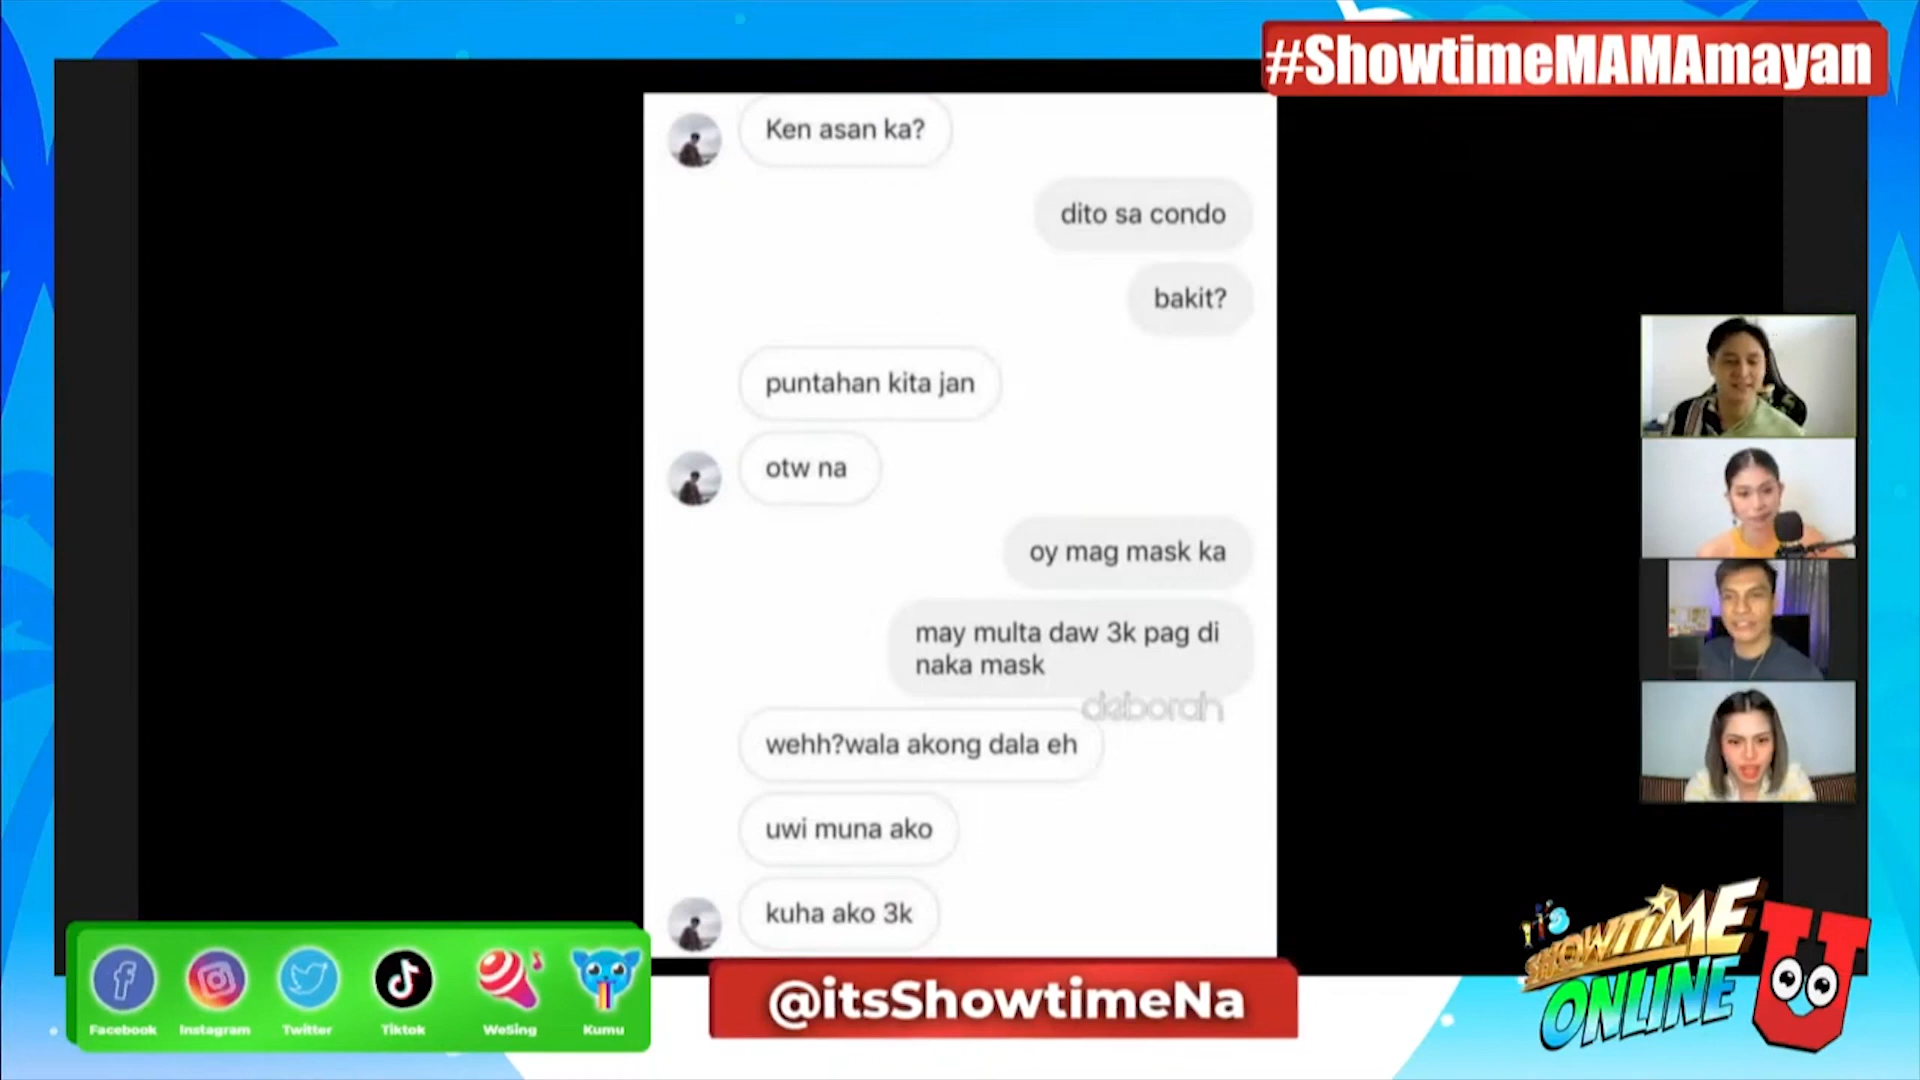 #ShowtimeMAMAmayan
Ken asan ka?
dito sa condo
bakit?
puntahan kita jan
otw na
oy mag mask ka
may multa daw 3k pag di
naka mask
deborah
wehh?wala akong dala eh
uwi muna ako
kuha ako 3k
Facebook
Instagram
Twitter
Tiktok
WeSing
Kumu
@itsShowtimeNa
it's
SHOWTIME
ONLINE
U